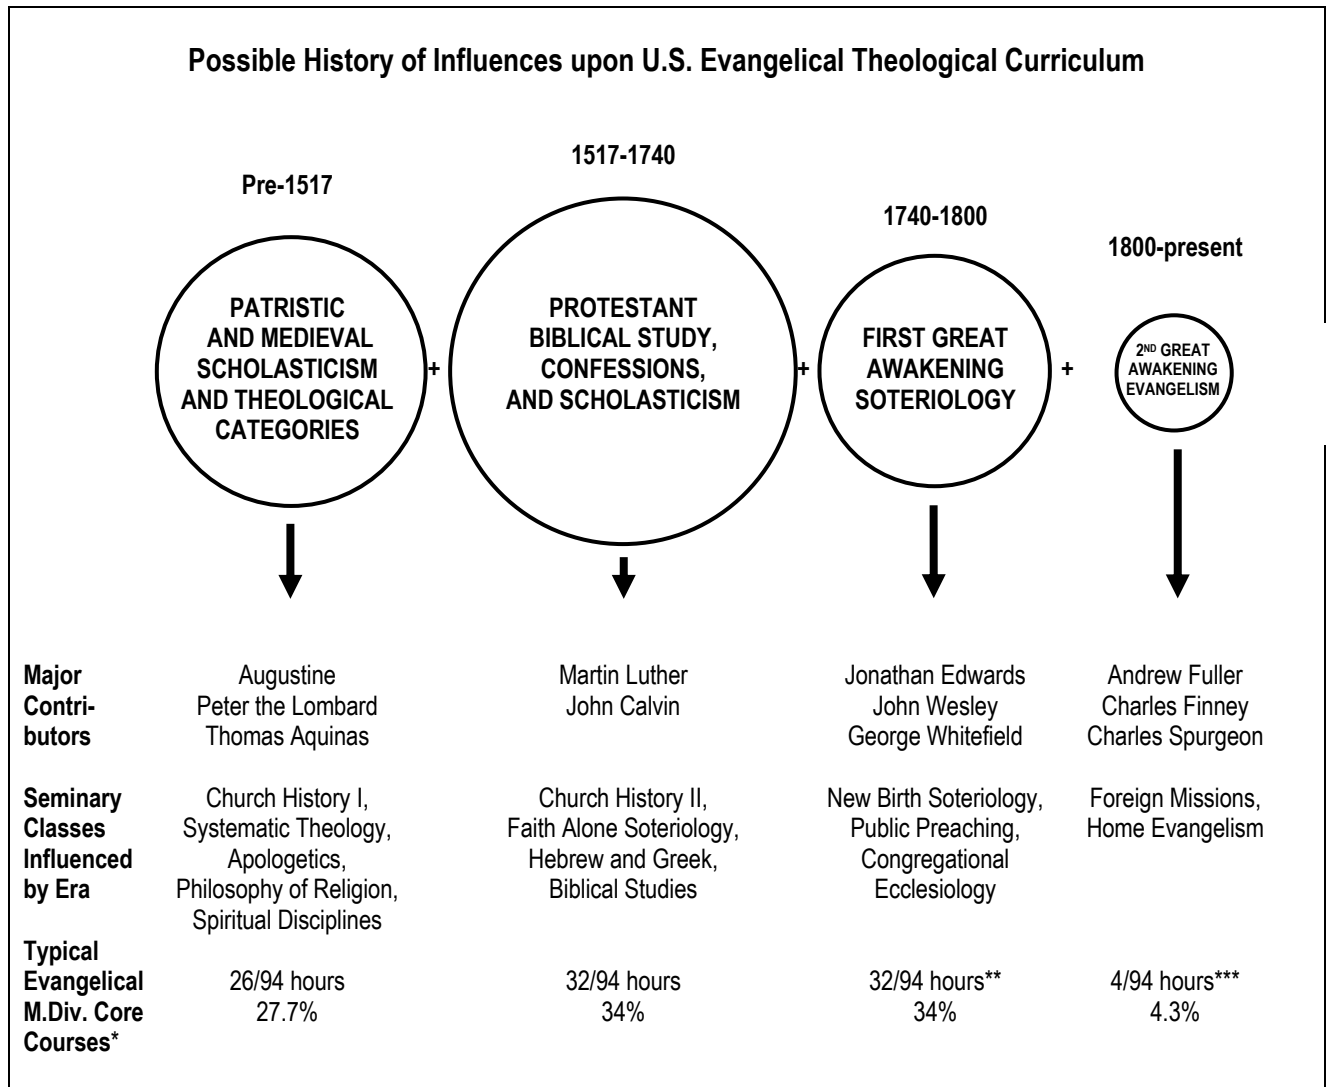 Possible History of Influences upon U.S. Evangelical Theological Curriculum
Pre-1517
1517-1740
1740-1800
1800-present
PATRISTIC
AND MEDIEVAL
SCHOLASTICISM
AND THEOLOGICAL
CATEGORIES
+
PROTESTANT
BIBLICAL STUDY,
CONFESSIONS,
AND SCHOLASTICISM
+
FIRST GREAT
AWAKENING
SOTERIOLOGY
+
2ND GREAT
AWAKENING
EVANGELISM
Major
Contri-
butors
Augustine
Peter the Lombard
Thomas Aquinas
Martin Luther
John Calvin
Jonathan Edwards
John Wesley
George Whitefield
Andrew Fuller
Charles Finney
Charles Spurgeon
Seminary
Classes
Influenced
by Era
Church History I,
Systematic Theology,
Apologetics,
Philosophy of Religion,
Spiritual Disciplines
Church History II,
Faith Alone Soteriology,
Hebrew and Greek,
Biblical Studies
New Birth Soteriology,
Public Preaching,
Congregational
Ecclesiology
Foreign Missions,
Home Evangelism
Typical
Evangelical
M.Div. Core
Courses*
26/94 hours
27.7%
32/94 hours
34%
32/94 hours**
34%
4/94 hours***
4.3%